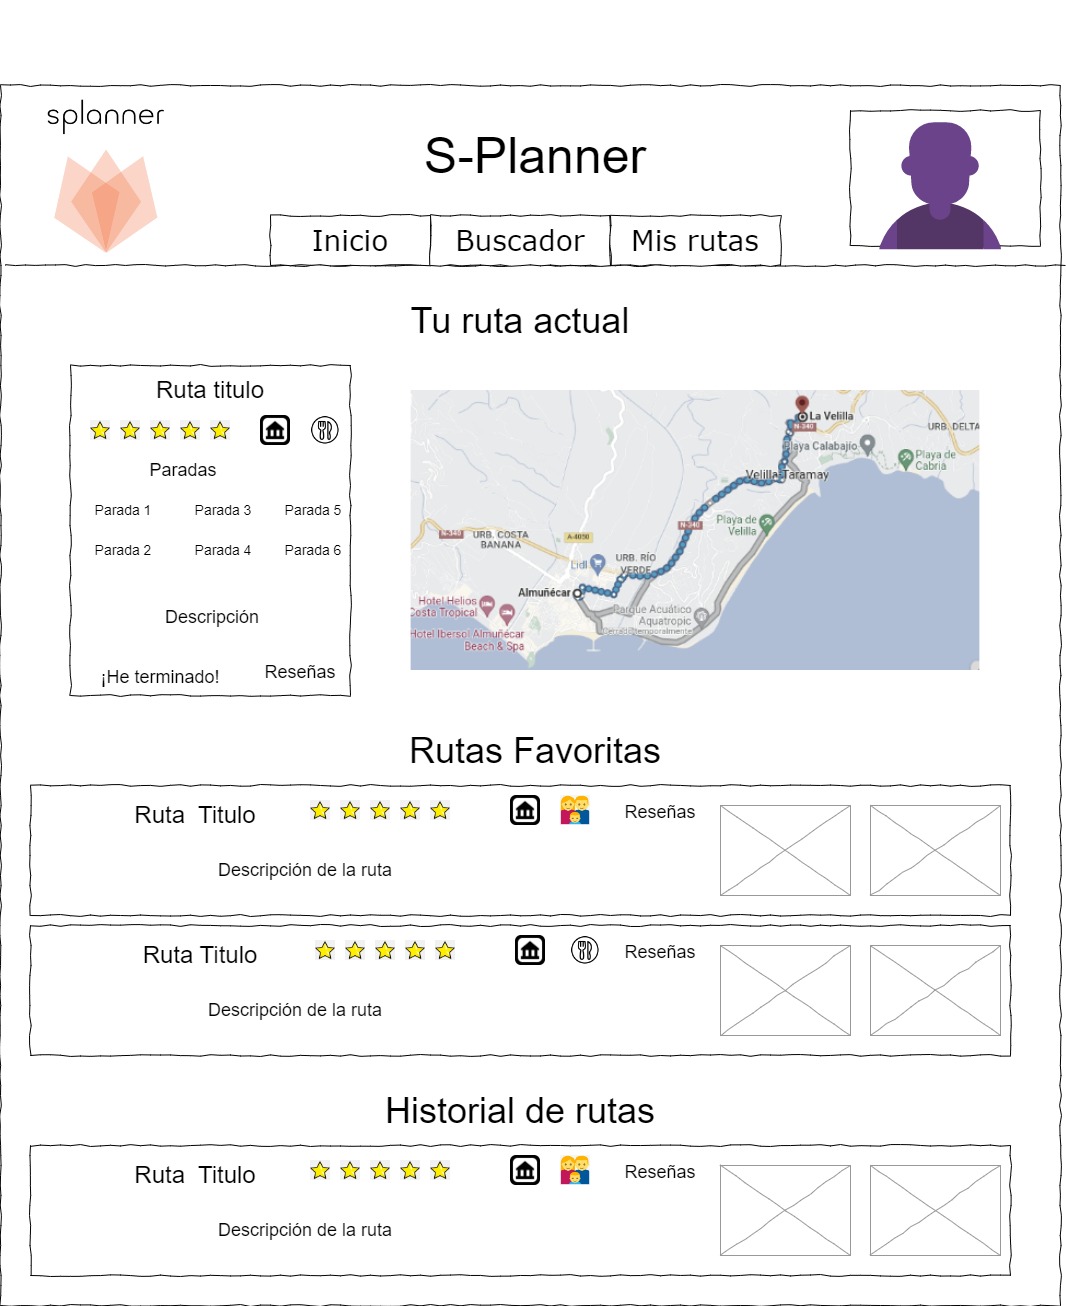 splanner
S-Planner
Inicio Buscador Mis rutas
Tu ruta actual
Ruta titulo
Paradas
Parada 1 Parada 3 Parada 5
Parada 2 Parada 4 Parada 6
Descripción
¡He terminado! Reseñas
La Velilla
N-340
URB. DELTA
Playa Calabajío
Playa de
Cabria
Velilla-Taramay
N-340
URB. COSTA
BANANA
A-4050
N-340
Playa de
Velilla
Lidl
URB. RÍO
VERDE
Almuñécar
Hotel Helios
Costa Tropical
Parque Acuático
Aquatropic
Cerrado temporalmente
Hotel Ibersol Almuñécar
Beach & Spa
Rutas Favoritas
Ruta Titulo Reseñas
Descripción de la ruta
Ruta Titulo Reseñas
Descripción de la ruta
Historial de rutas
Ruta Titulo Reseñas
Descripción de la ruta